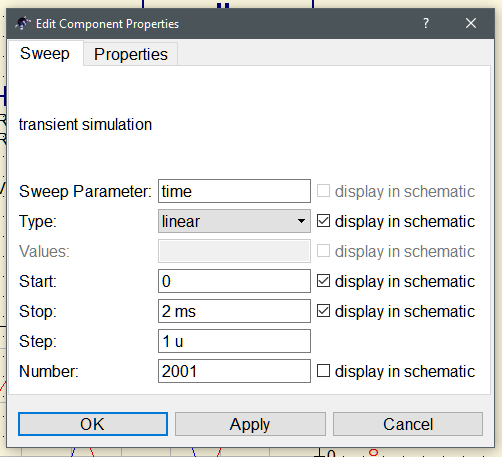 Edit Component Properties
Sweep Properties
transient simulation
Sweep Parameter: time display in schematic
Type: linear display in schematic
Values: display in schematic
Start: 0 display in schematic
Stop: 2 ms display in schematic
Step: 1 u
Number: 2001 display in schematic
OK Apply Cancel
0